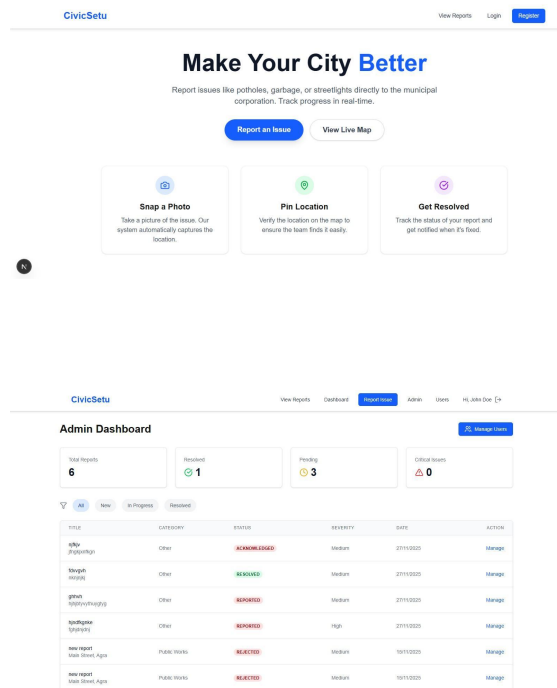 CivicSetu
View Reports Login Register
Make Your City Better
Report issues like potholes, garbage, or streetlights directly to the municipal
corporation. Track progress in real-time.
Report an Issue View Live Map
Snap a Photo
Take a picture of the issue. Our
system automatically captures the
location.
Pin Location
Verify the location on the map to
ensure the team finds it easily.
Get Resolved
Track the status of your report and
get notified when it's fixed.
N
CivicSetu
View Reports Dashboard Report Issue Admin Users Hi, John Doe
Admin Dashboard
Manage Users
Total Reports
6
Resolved
1
Pending
3
Critical Issues
0
All New In Progress Resolved
TITLE CATEGORY STATUS SEVERITY DATE ACTION
Other ACKNOWLEDGED Medium 27/11/2025 Manage
Other RESOLVED Medium 27/11/2025 Manage
Other REPORTED Medium 27/11/2025 Manage
Other REPORTED High 27/11/2025 Manage
new report
Main Street, Agra
Public Works REJECTED Medium Manage
new report
Main Street, Agra
Public Works REJECTED Medium Manage